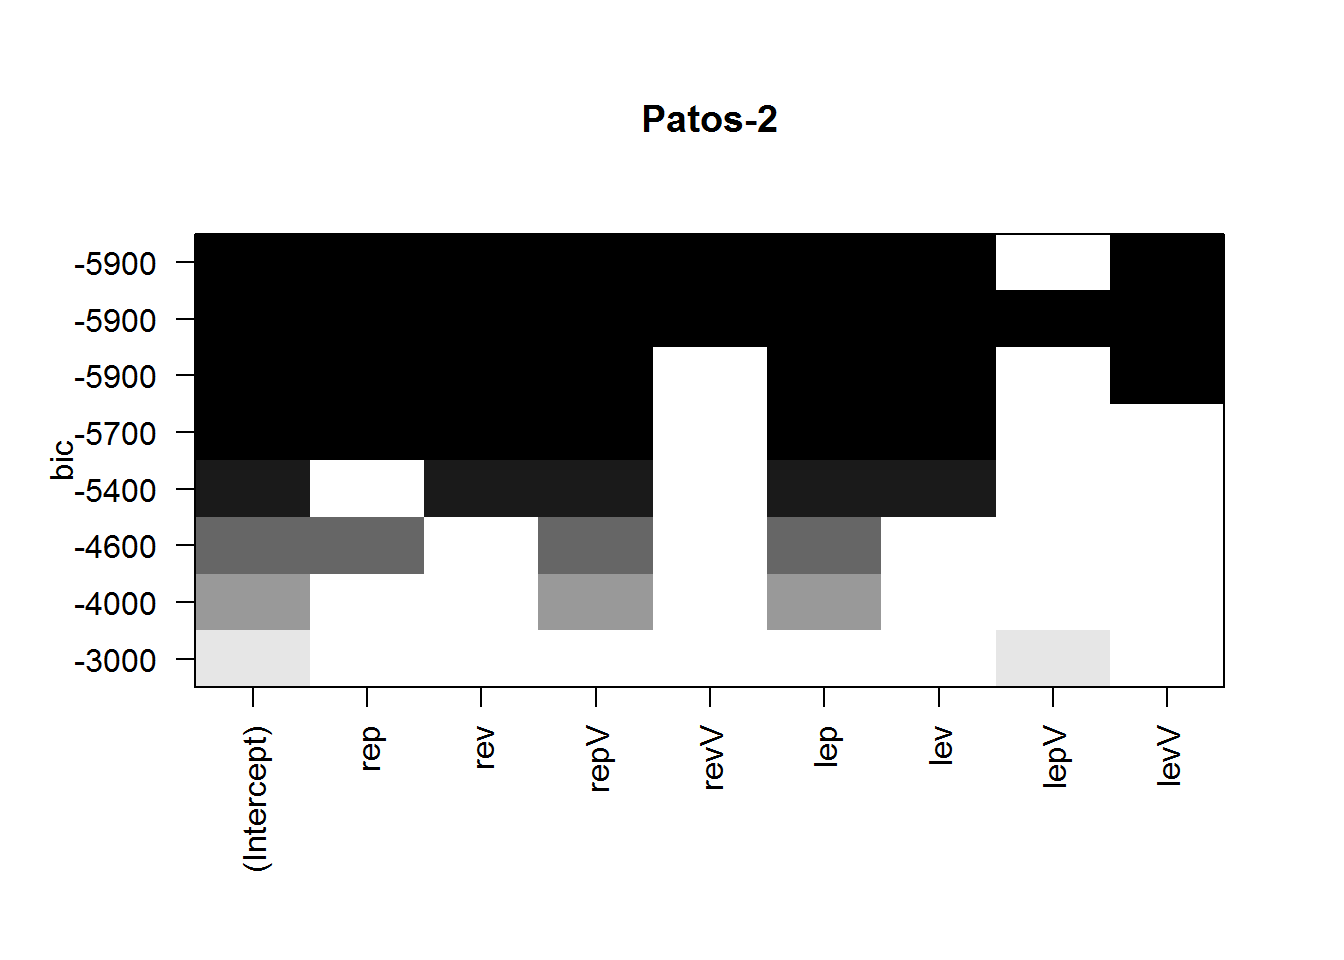 Patos-2
bic
-5900
-5900
-5900
-5700
-5400
-4600
-4000
-3000
(Intercept)
rep
rev
repV
revV
lep
lev
lepV
levV